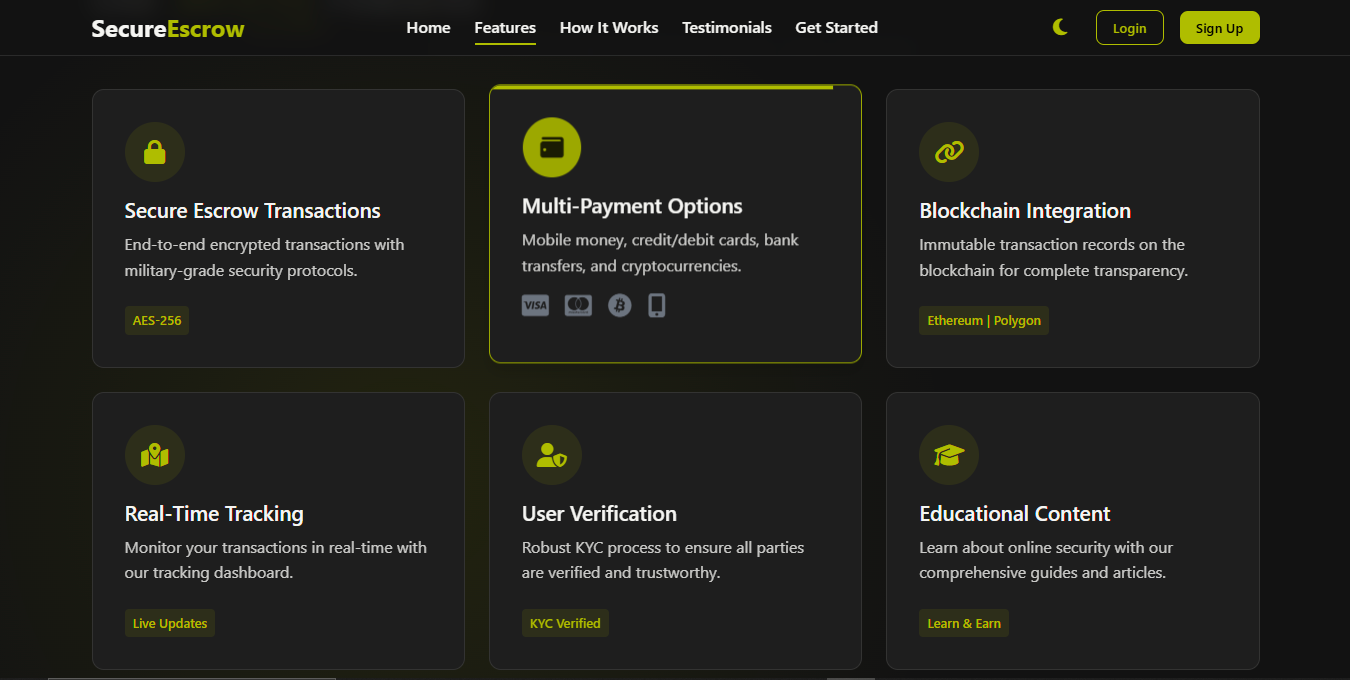 SecureEscrow
Home Features How It Works Testimonials Get Started
Login
Sign Up
Secure Escrow Transactions
End-to-end encrypted transactions with
military-grade security protocols.
AES-256
Multi-Payment Options
Mobile money, credit/debit cards, bank
transfers, and cryptocurrencies.
VISA
Blockchain Integration
Immutable transaction records on the
blockchain for complete transparency.
Ethereum | Polygon
Real-Time Tracking
Monitor your transactions in real-time with
our tracking dashboard.
Live Updates
User Verification
Robust KYC process to ensure all parties
are verified and trustworthy.
KYC Verified
Educational Content
Learn about online security with our
comprehensive guides and articles.
Learn & Earn